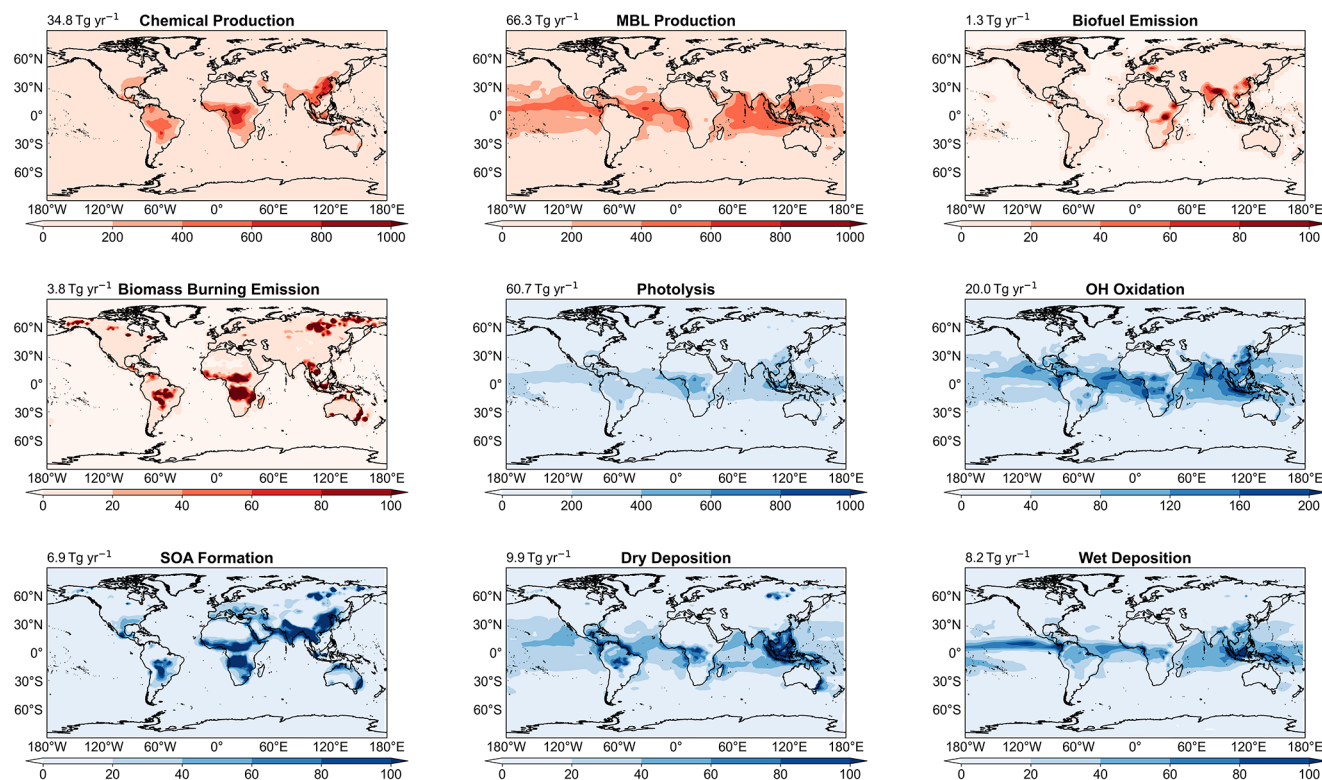 34.8 Tg yr⁻¹ Chemical Production
60°N
30°N
0°
30°S
60°S
180°W 120°W 60°W 0° 60°E 120°E 180°E
0 200 400 600 800 1000
66.3 Tg yr⁻¹ MBL Production
60°N
30°N
0°
30°S
60°S
180°W 120°W 60°W 0° 60°E 120°E 180°E
0 200 400 600 800 1000
1.3 Tg yr⁻¹ Biofuel Emission
60°N
30°N
0°
30°S
60°S
180°W 120°W 60°W 0° 60°E 120°E 180°E
0 20 40 60 80 100
3.8 Tg yr⁻¹ Biomass Burning Emission
60°N
30°N
0°
30°S
60°S
180°W 120°W 60°W 0° 60°E 120°E 180°E
0 20 40 60 80 100
60.7 Tg yr⁻¹ Photolysis
60°N
30°N
0°
30°S
60°S
180°W 120°W 60°W 0° 60°E 120°E 180°E
0 200 400 600 800 1000
20.0 Tg yr⁻¹ OH Oxidation
60°N
30°N
0°
30°S
60°S
180°W 120°W 60°W 0° 60°E 120°E 180°E
0 40 80 120 160 200
6.9 Tg yr⁻¹ SOA Formation
60°N
30°N
0°
30°S
60°S
180°W 120°W 60°W 0° 60°E 120°E 180°E
0 20 40 60 80 100
9.9 Tg yr⁻¹ Dry Deposition
60°N
30°N
0°
30°S
60°S
180°W 120°W 60°W 0° 60°E 120°E 180°E
0 20 40 60 80 100
8.2 Tg yr⁻¹ Wet Deposition
60°N
30°N
0°
30°S
60°S
180°W 120°W 60°W 0° 60°E 120°E 180°E
0 20 40 60 80 100